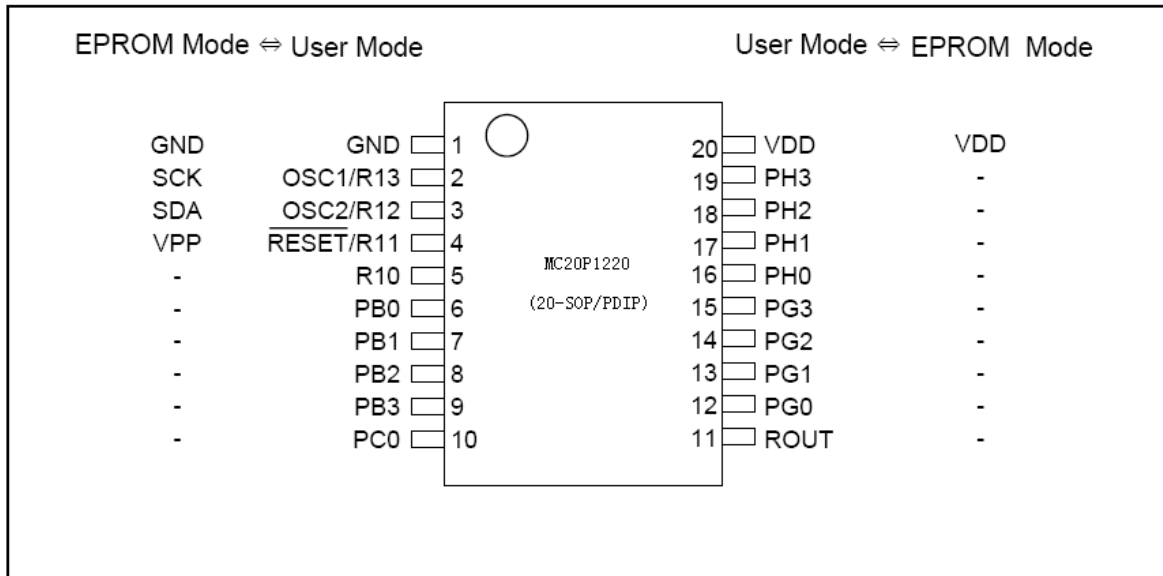 EPROM Mode ⇔ User Mode User Mode ⇔ EPROM Mode
GND GND 1 20 VDD VDD
SCK OSC1/R13 2 19 PH3 -
SDA OSC2/R12 3 18 PH2 -
VPP RESET/R11 4 17 PH1 -
MC20P1220
- R10 5 16 PH0 -
(20-SOP/PDIP)
- PB0 6 15 PG3 -
- PB1 7 14 PG2 -
- PB2 8 13 PG1 -
- PB3 9 12 PG0 -
- PC0 10 11 ROUT -